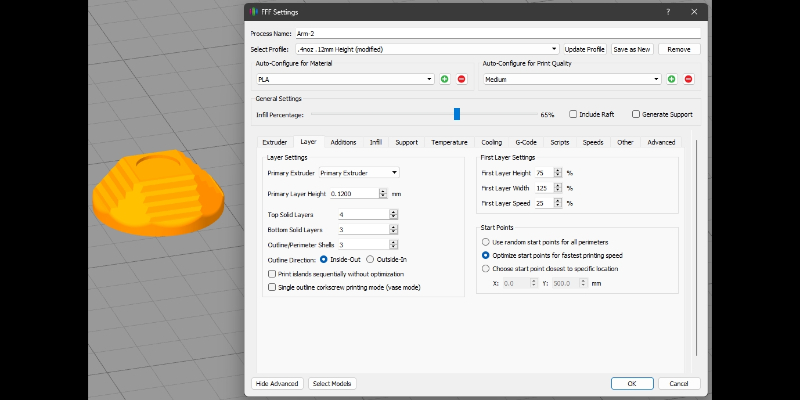 FFF Settings
? ×
Process Name: Arm-2
Select Profile: .4noz .12mm Height (modified) Update Profile Save as New Remove
Auto-Configure for Material Auto-Configure for Print Quality
PLA Medium
General Settings
Infill Percentage: 65% Include Raft Generate Support
Extruder Layer Additions Infill Support Temperature Cooling G-Code Scripts Speeds Other Advanced
Layer Settings
Primary Extruder Primary Extruder
Primary Layer Height 0.1200 mm
Top Solid Layers 4
Bottom Solid Layers 3
Outline/Perimeter Shells 3
Outline Direction: Inside-Out Outside-In
Print islands sequentially without optimization
Single outline corkscrew printing mode (vase mode)
First Layer Settings
First Layer Height 75 %
First Layer Width 125 %
First Layer Speed 25 %
Start Points
Use random start points for all perimeters
Optimize start points for fastest printing speed
Choose start point closest to specific location
X: 0.0 Y: 500.0 mm
Hide Advanced Select Models OK Cancel